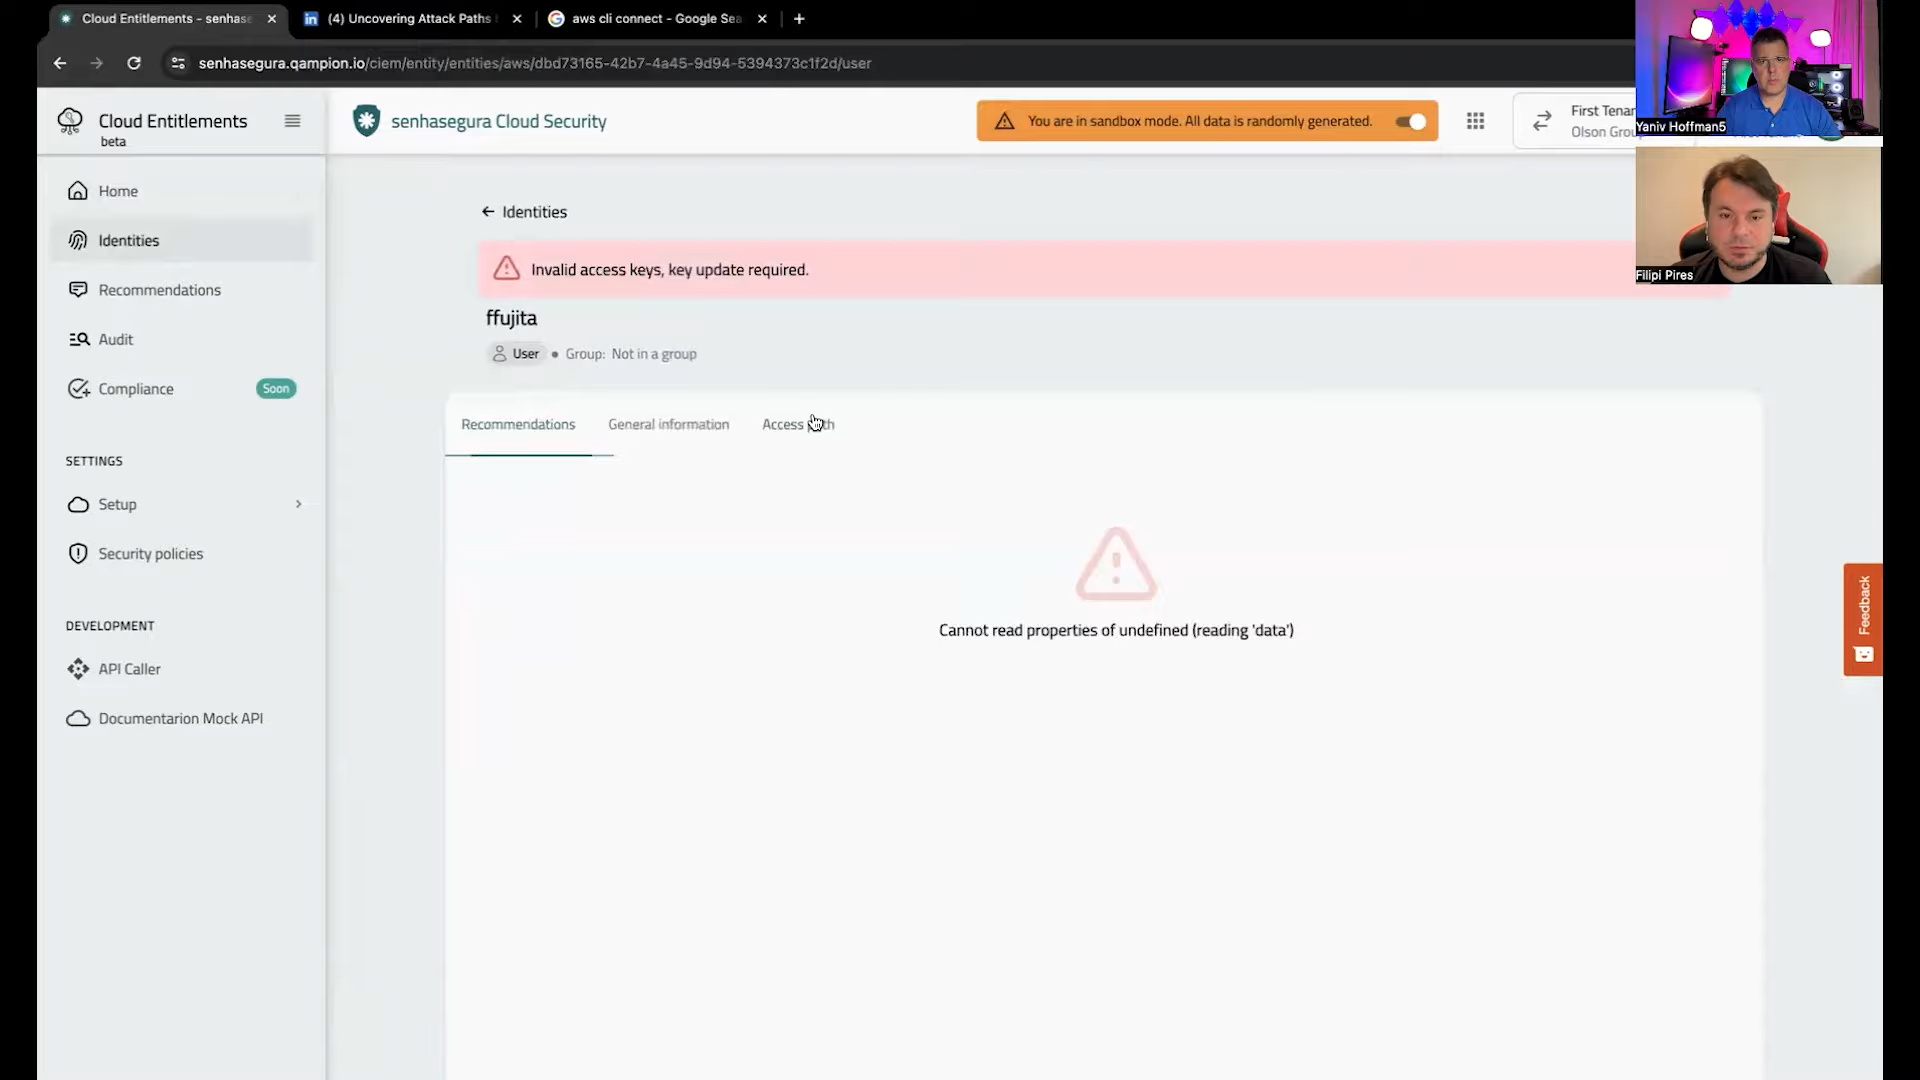 Cloud Entitlements - senhase
(4) Uncovering Attack Paths
aws cli connect - Google Sea
senhasegura.qampion.io/ciem/entity/entities/aws/dbd73165-42b7-4a45-9d94-5394373c1f2d/user
Cloud Entitlements
beta
senhasegura Cloud Security
You are in sandbox mode. All data is randomly generated.
First Tenan
Olson Grou
Yaniv Hoffman5
Filipi Pires
Home
Identities
Recommendations
Audit
Compliance
Soon
SETTINGS
Setup
Security policies
DEVELOPMENT
API Caller
Documentarion Mock API
Identities
Invalid access keys, key update required.
ffujita
User • Group: Not in a group
Recommendations
General information
Access
Cannot read properties of undefined (reading 'data')
Feedback